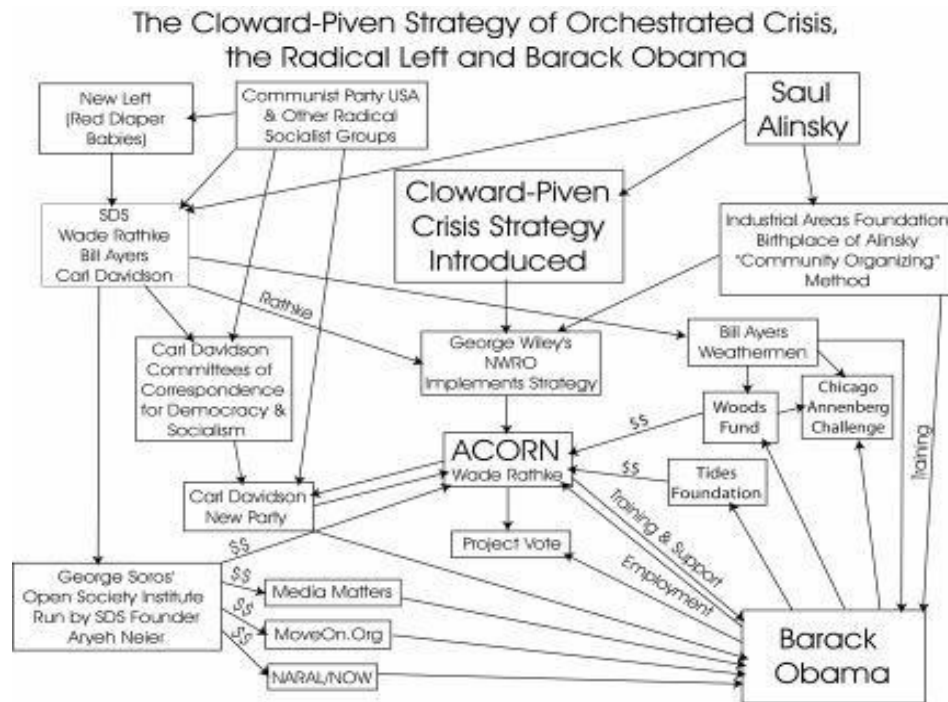 The Cloward-Piven Strategy of Orchestrated Crisis,
the Radical Left and Barack Obama
New Left
(Red Diaper
Babies)
Communist Party USA
& Other Radical
Socialist Groups
Saul
Alinsky
SDS
Wade Rathke
Bill Ayers
Carl Davidson
Cloward-Piven
Crisis Strategy
Introduced
Industrial Areas Foundation
Birthplace of Alinsky
"Community Organizing"
Method
Rathke
Carl Davidson
Committees of
Correspondence
for Democracy &
Socialism
George Wiley's
NWRO
Implements Strategy
Bill Ayers
Weathermen
Woods
Fund
Chicago
Annenberg
Challenge
$$
ACORN
Wade Rathke
$$
Tides
Foundation
Training
Carl Davidson
New Party
Project Vote
Training & Support
Employment
George Soros'
Open Society Institute
Run by SDS Founder
Aryeh Neier
$$
$$
Media Matters
$$
MoveOn.Org
$$
NARAL/NOW
Barack
Obama